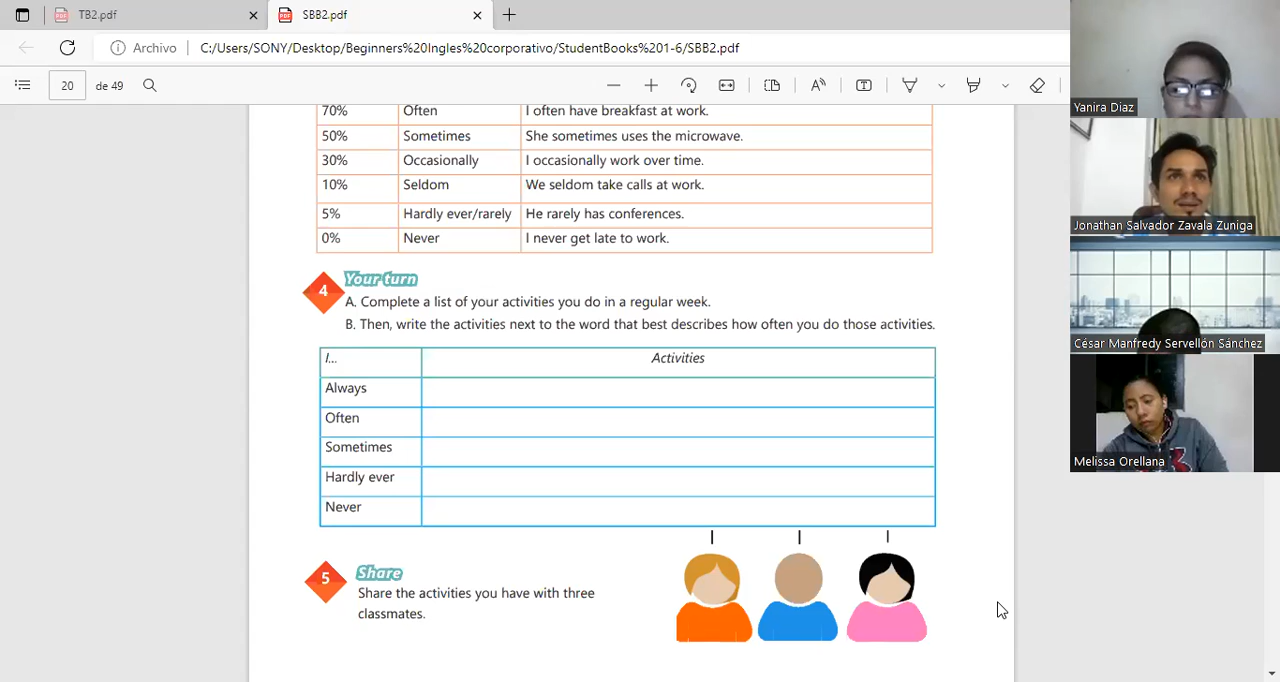 TB2.pdf
SBB2.pdf
Archivo
C:/Users/SONY/Desktop/Beginners%20Ingles%20corporativo/StudentBooks%201-6/SBB2.pdf
20 de 49
70% Often I often have breakfast at work.
50% Sometimes She sometimes uses the microwave.
30% Occasionally I occasionally work over time.
10% Seldom We seldom take calls at work.
5% Hardly ever/rarely He rarely has conferences.
0% Never I never get late to work.
4 Your turn
A. Complete a list of your activities you do in a regular week.
B. Then, write the activities next to the word that best describes how often you do those activities.
I... Activities
Always
Often
Sometimes
Hardly ever
Never
5 Share
Share the activities you have with three
classmates.
Yanira Diaz
Jonathan Salvador Zavala Zuniga
César Manfredy Servellón Sánchez
Melissa Orellana